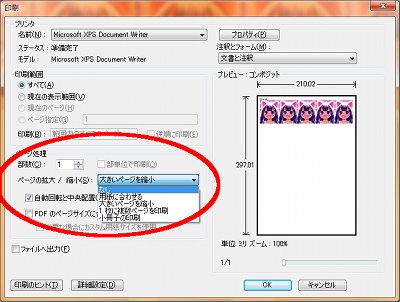 印刷
プリンタ
名前(N): Microsoft XPS Document Writer
プロパティ(P)
ステータス: 準備完了
注釈とフォーム(M):
モデル: Microsoft XPS Document Writer
文書と注釈
印刷範囲
プレビュー: コンポジット
すべて(A)
210.02
現在の表示範囲(V)
現在のページ(H)
ページ指定(G) 1
印刷(B): 範囲内の
逆順に印刷(E)
ページ処理
部数(C): 1
部単位で印刷(O)
297.01
ページの拡大 / 縮小(S): 大きいページを縮小
なし
用紙に合わせる
大きいページを縮小
1 枚に複数ページを印刷
小冊子の印刷
自動回転と中央配置
PDF のページサイズに
場合にカスタム用紙サイズを使用
単位: ミリ ズーム: 100%
ファイルへ出力(F)
1/1
印刷のヒント(T)
詳細設定(D)
OK
キャンセル